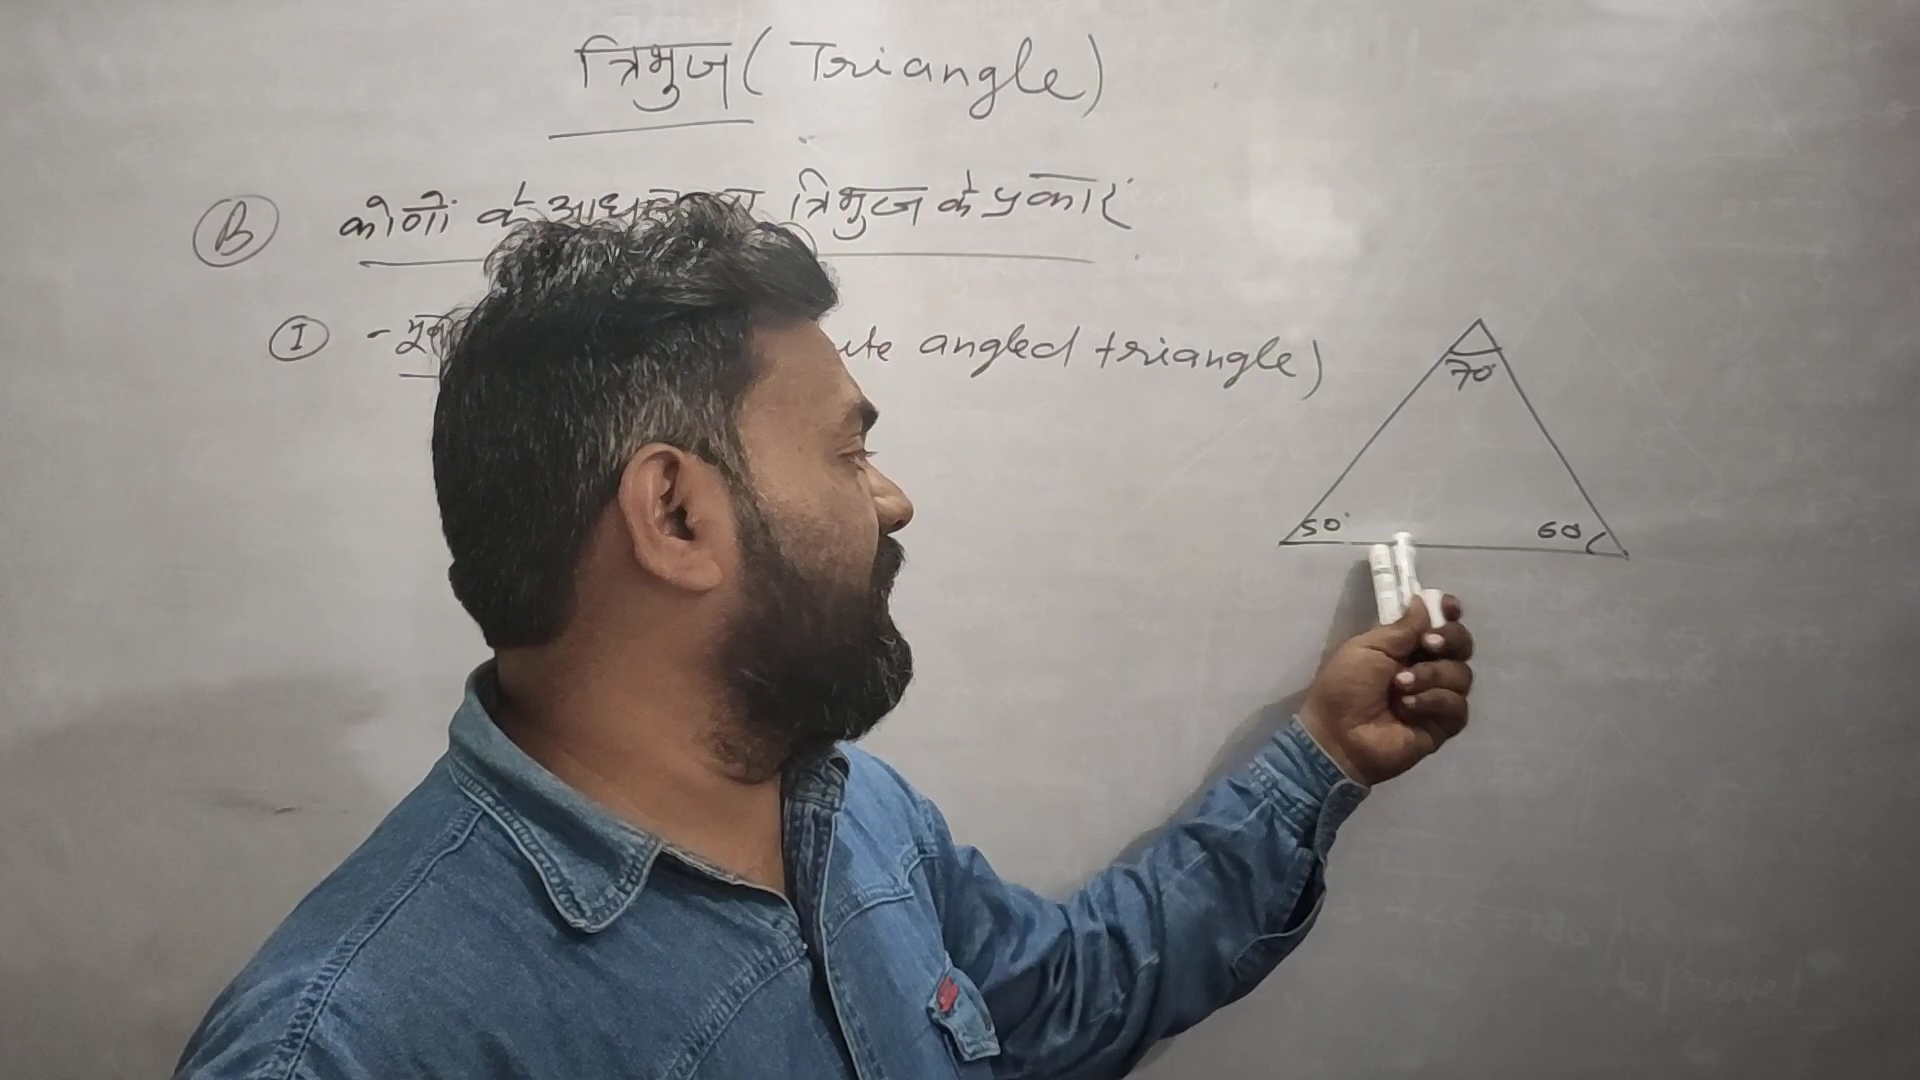 त्रिभुज ( Triangle )
B कोणों के त्रिभुज के प्रकार
I angled triangle )
70°
50° 60